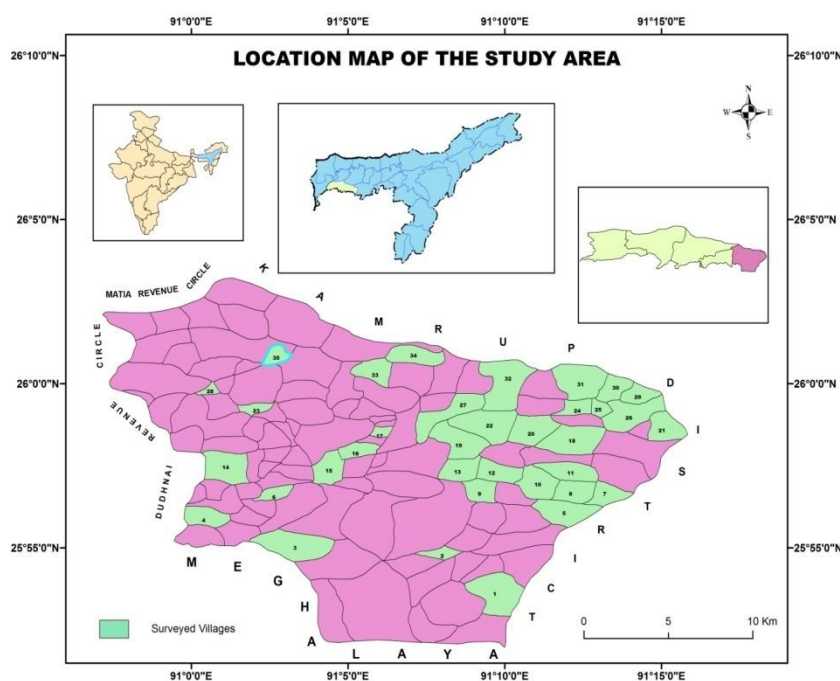 91°0'0"E 91°5'0"E 91°10'0"E 91°15'0"E
26°10'0"N 26°10'0"N
LOCATION MAP OF THE STUDY AREA
N
W E
S
26°5'0"N 26°5'0"N
MATIA REVENUE CIRCLE
KAMRUP DISTRICT
DUDHNAI REVENUE CIRCLE
36
34
33
32
31
30
29
26°0'0"N 26°0'0"N
28
23
27
24
35
26
21
22
20
18
17
19
16
15
14
13
12
11
10
9
8
7
6
5
4
3
2
1
25°55'0"N 25°55'0"N
MEGHALAYA
Surveyed Villages
0 5 10 Km
91°0'0"E 91°5'0"E 91°10'0"E 91°15'0"E